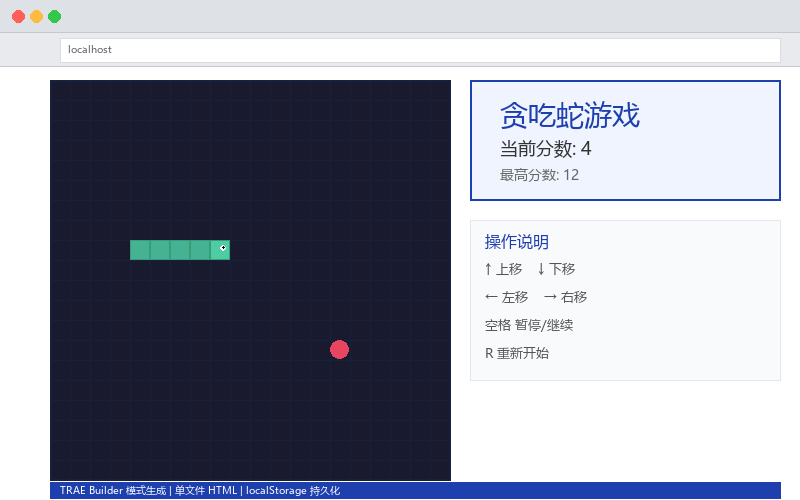 localhost
贪吃蛇游戏
当前分数: 4
最高分数: 12
操作说明
↑ 上移 ↓ 下移
← 左移 → 右移
空格 暂停/继续
R 重新开始
TRAE Builder 模式生成 | 单文件 HTML | localStorage 持久化